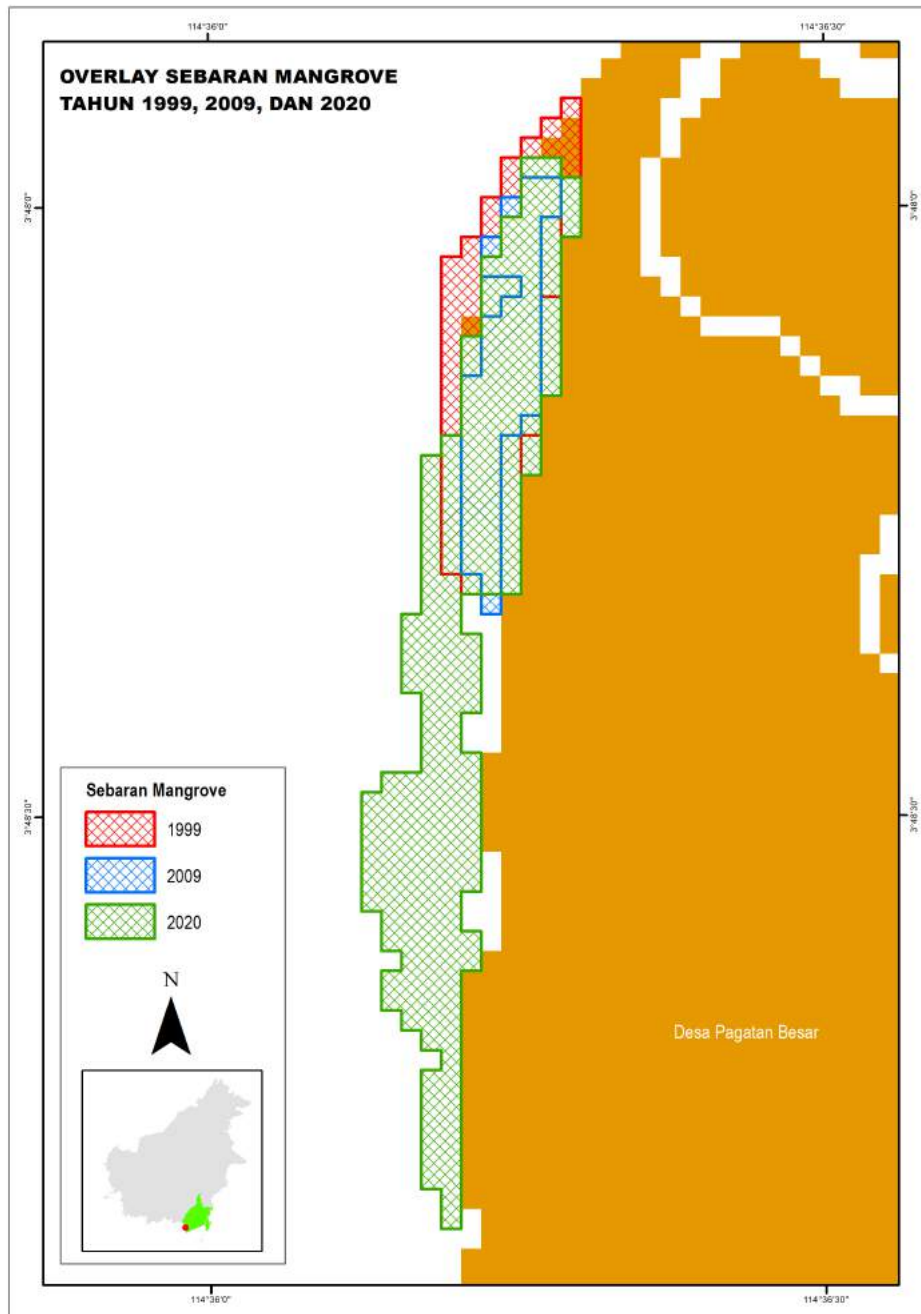 114°36'0"
114°36'30"
OVERLAY SEBARAN MANGROVE
TAHUN 1999, 2009, DAN 2020
3°48'0"
3°48'0"
Sebaran Mangrove
1999
2009
2020
N
3°48'30"
3°48'30"
Desa Pagatan Besar
114°36'0"
114°36'30"